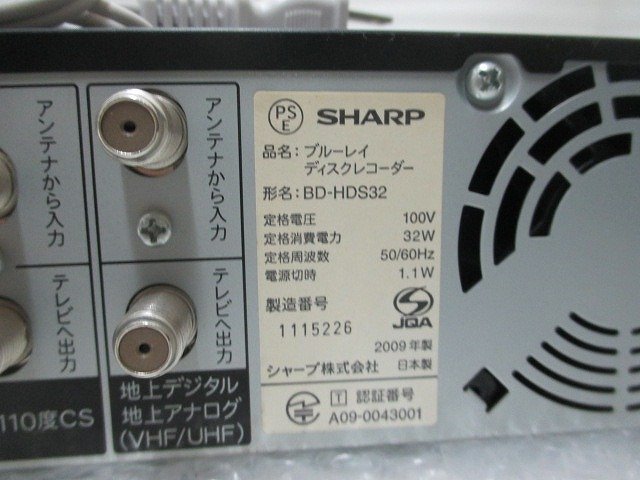 アンテナから入力
テレビへ出力
110度CS
アンテナから入力
テレビへ出力
地上デジタル
地上アナログ
(VHF/UHF)
PS
E
SHARP
品名: ブルーレイ
ディスクレコーダー
形名: BD-HDS32
定格電圧 100V
定格消費電力 32W
定格周波数 50/60Hz
電源切時 1.1W
製造番号
1115226
JQA
2009年製
シャープ株式会社 日本製
T 認証番号
A09-0043001